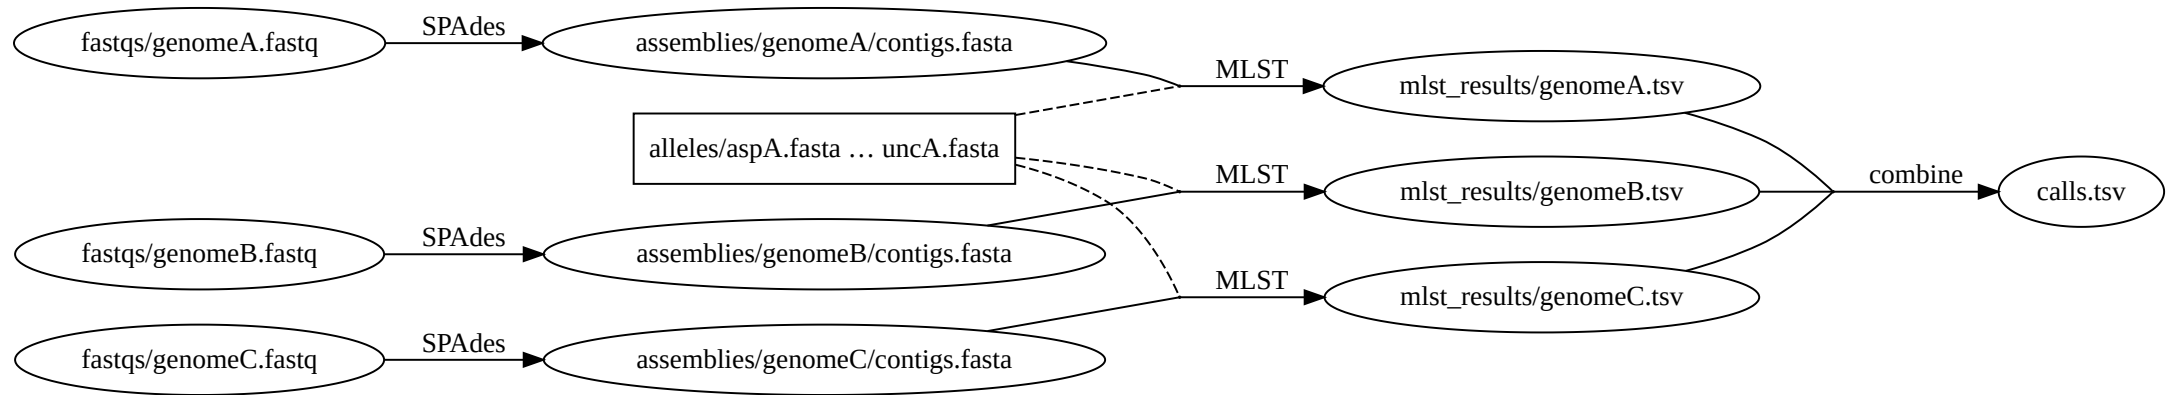 fastqs/genomeA.fastq
SPAdes
assemblies/genomeA/contigs.fasta
MLST
mlst_results/genomeA.tsv
alleles/aspA.fasta … uncA.fasta
MLST
mlst_results/genomeB.tsv
combine
calls.tsv
fastqs/genomeB.fastq
SPAdes
assemblies/genomeB/contigs.fasta
MLST
mlst_results/genomeC.tsv
fastqs/genomeC.fastq
SPAdes
assemblies/genomeC/contigs.fasta